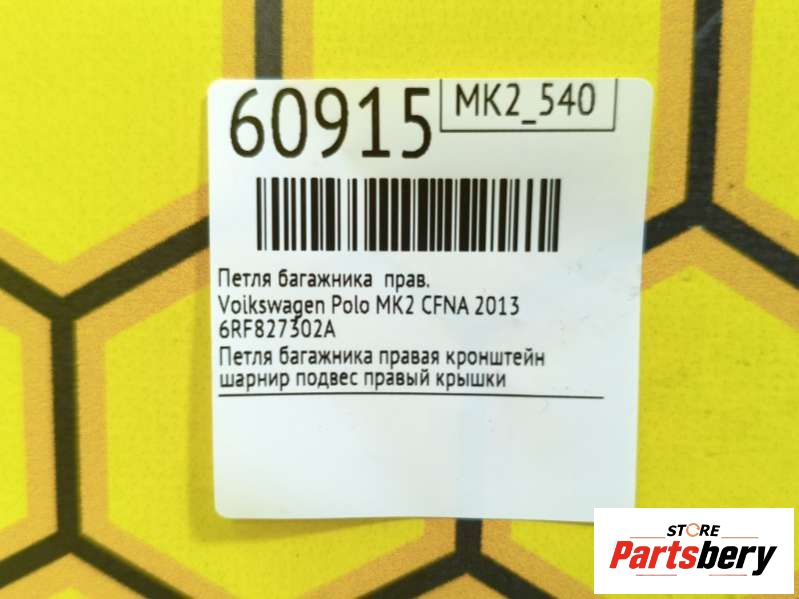 60915
MK2_540
Петля багажника прав.
Voikswagen Polo MK2 CFNA 2013
6RF827302A
Петля багажника правая кронштейн
шарнир подвес правый крышки
STORE
Partsbery